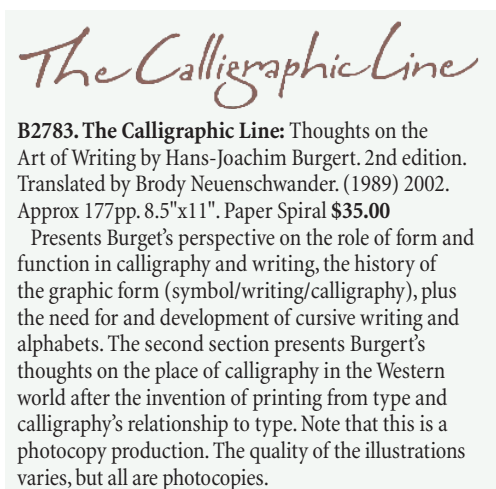 The Calligraphic Line
B2783. The Calligraphic Line: Thoughts on the
Art of Writing by Hans-Joachim Burgert. 2nd edition.
Translated by Brody Neuenschwander. (1989) 2002.
Approx 177pp. 8.5"x11". Paper Spiral $35.00
Presents Burget’s perspective on the role of form and
function in calligraphy and writing, the history of
the graphic form (symbol/writing/calligraphy), plus
the need for and development of cursive writing and
alphabets. The second section presents Burgert’s
thoughts on the place of calligraphy in the Western
world after the invention of printing from type and
calligraphy’s relationship to type. Note that this is a
photocopy production. The quality of the illustrations
varies, but all are photocopies.